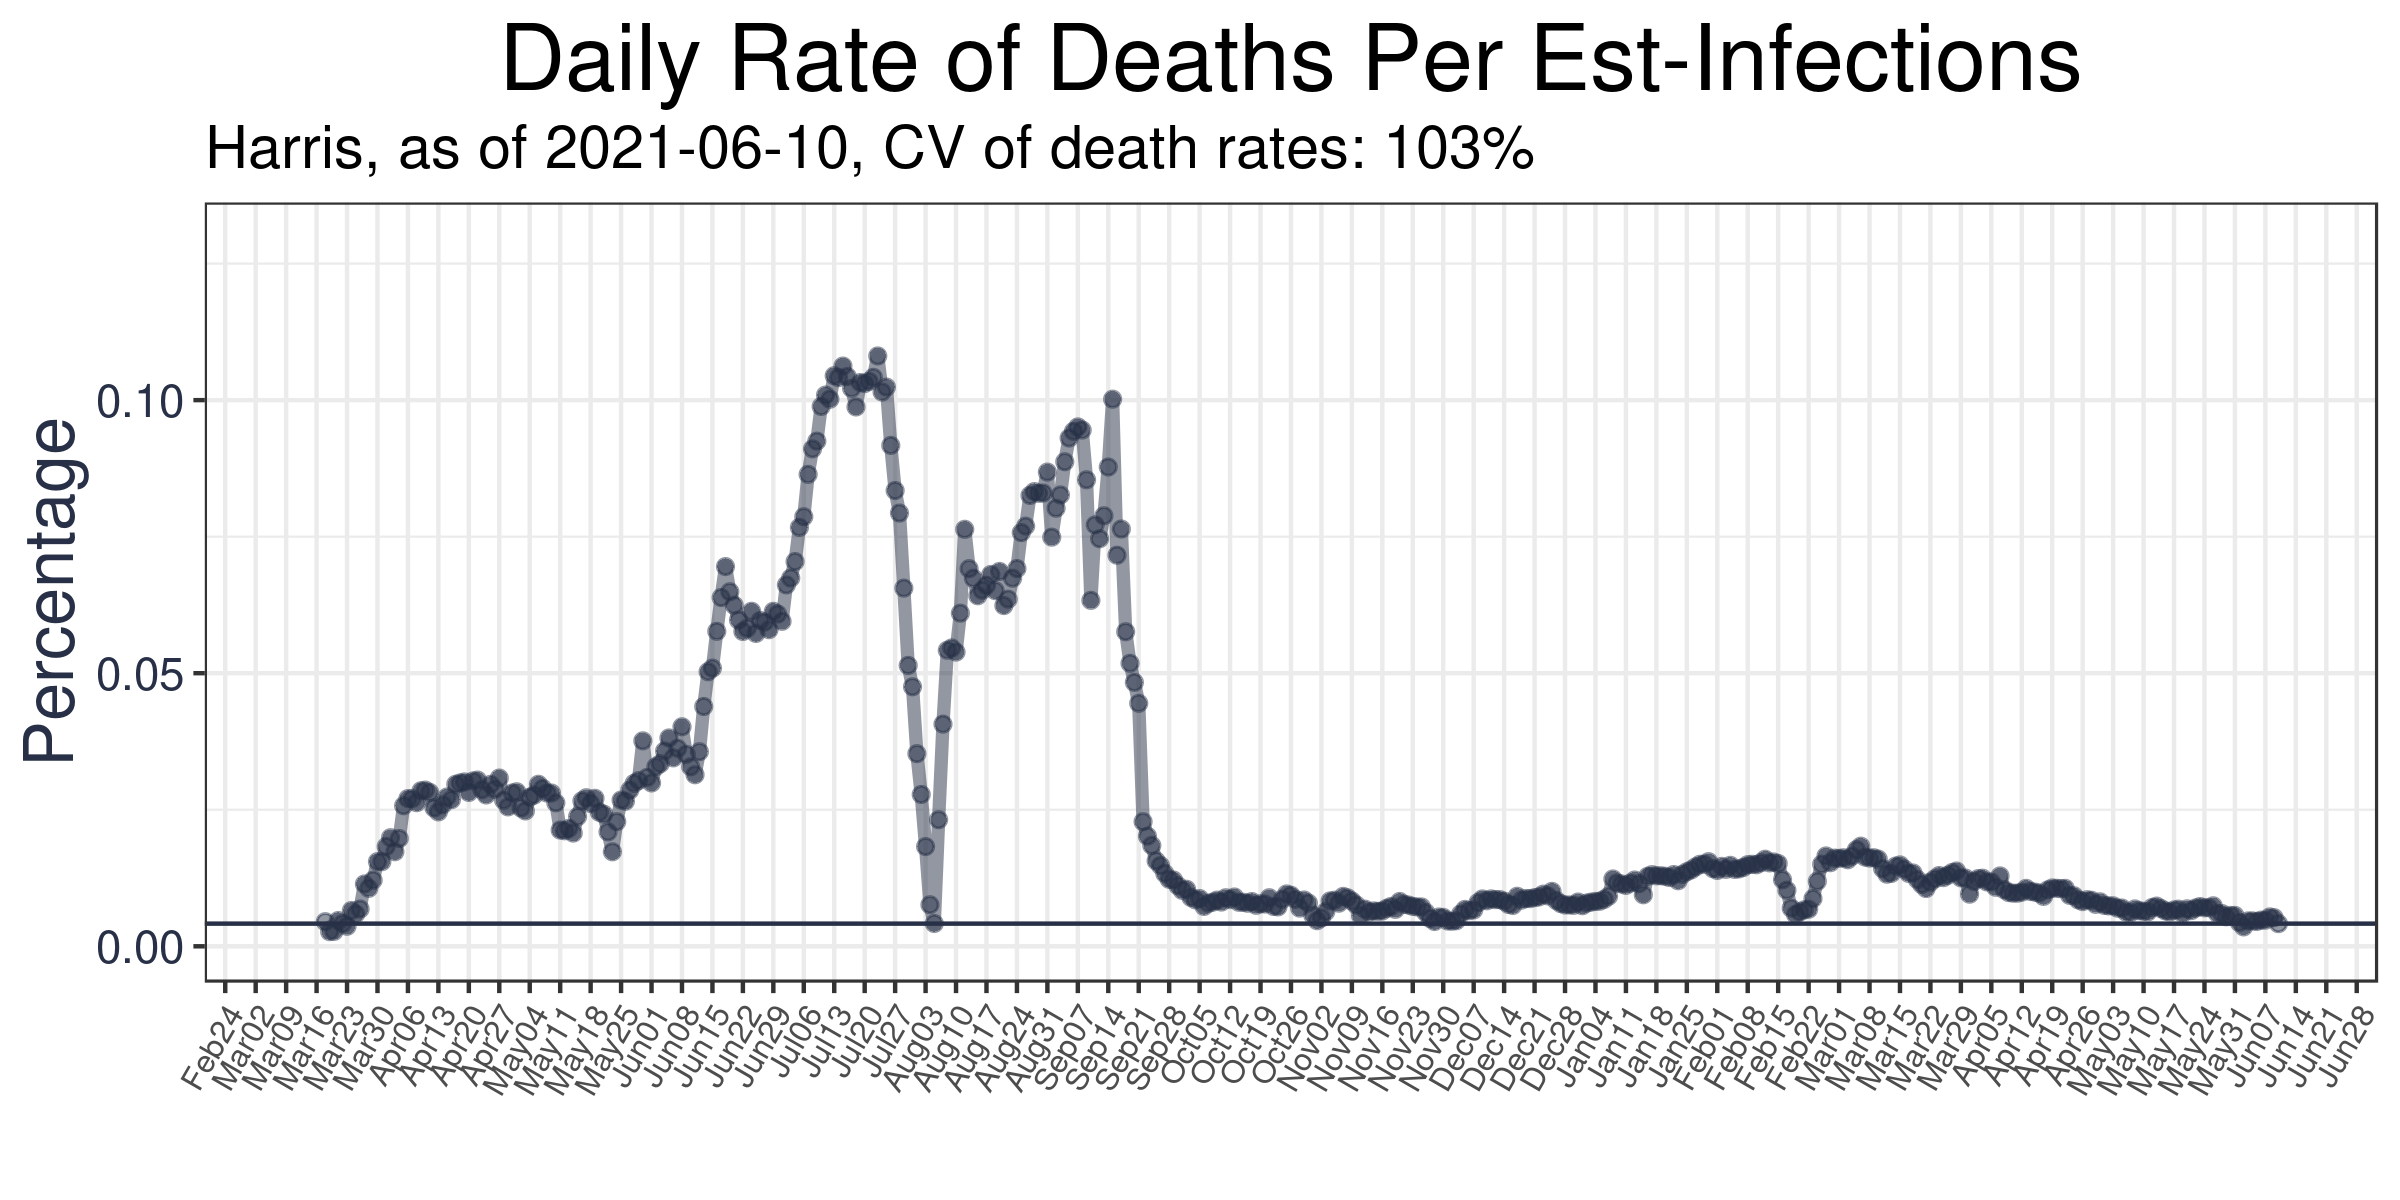 Daily Rate of Deaths Per Est-Infections
Harris, as of 2021-06-10, CV of death rates: 103%
Percentage
0.10
0.05
0.00
Feb24
Mar02
Mar09
Mar16
Mar23
Mar30
Apr06
Apr13
Apr20
Apr27
May04
May11
May18
May25
Jun01
Jun08
Jun15
Jun22
Jun29
Jul06
Jul13
Jul20
Jul27
Aug03
Aug10
Aug17
Aug24
Aug31
Sep07
Sep14
Sep21
Sep28
Oct05
Oct12
Oct19
Oct26
Nov02
Nov09
Nov16
Nov23
Nov30
Dec07
Dec14
Dec21
Dec28
Jan04
Jan11
Jan18
Jan25
Feb01
Feb08
Feb15
Feb22
Mar01
Mar08
Mar15
Mar22
Mar29
Apr05
Apr12
Apr19
Apr26
May03
May10
May17
May24
May31
Jun07
Jun14
Jun21
Jun28